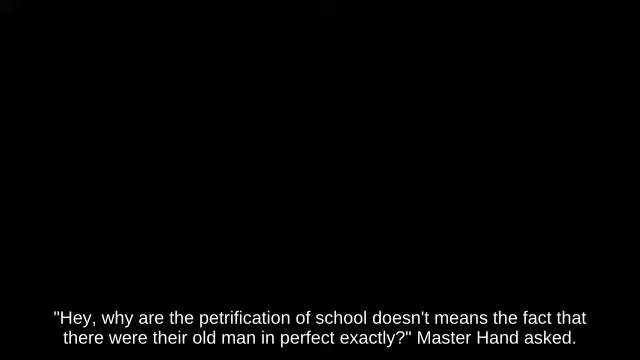 "Hey, why are the petrification of school doesn't means the fact that
there were their old man in perfect exactly?" Master Hand asked.